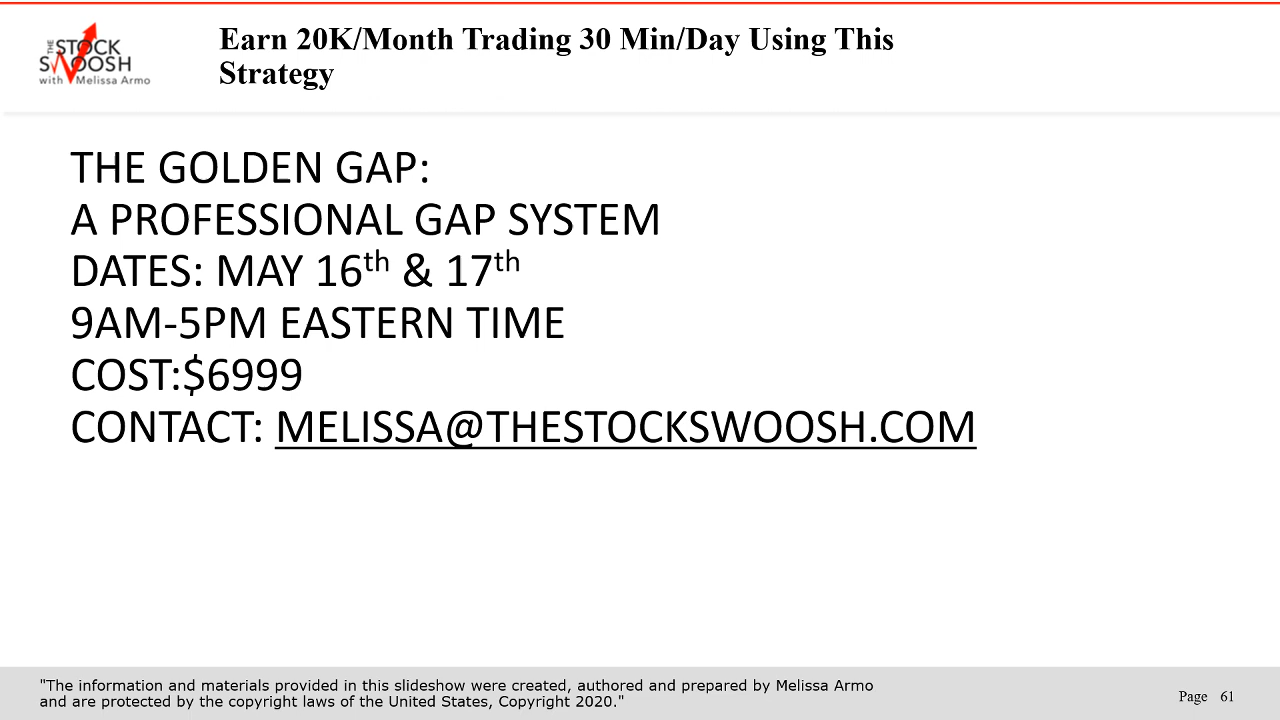 THE
STOCK
SWOOSH
with Melissa Armo
Earn 20K/Month Trading 30 Min/Day Using This
Strategy
THE GOLDEN GAP:
A PROFESSIONAL GAP SYSTEM
DATES: MAY 16th & 17th
9AM-5PM EASTERN TIME
COST:$6999
CONTACT: MELISSA@THESTOCKSWOOSH.COM
"The information and materials provided in this slideshow were created, authored and prepared by Melissa Armo
and are protected by the copyright laws of the United States, Copyright 2020."
Page 61